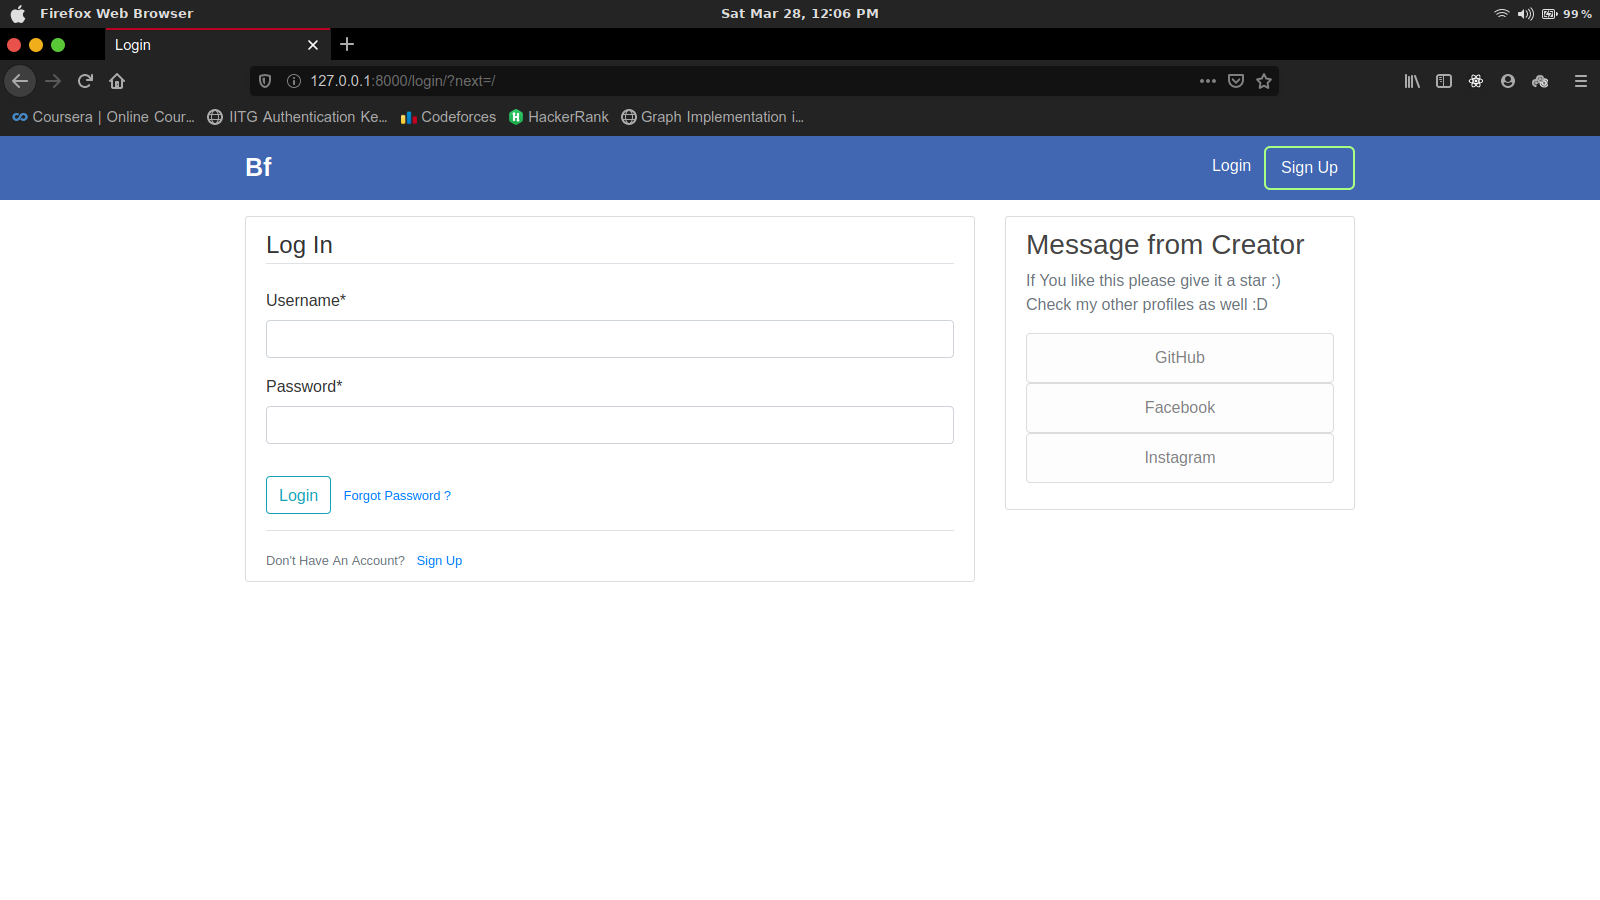 Firefox Web Browser
Sat Mar 28, 12:06 PM
99 %
Login
127.0.0.1:8000/login/?next=/
Coursera | Online Cour... IITG Authentication Ke... Codeforces HackerRank Graph Implementation i...
Bf
Login
Sign Up
Log In
Username*
Password*
Login
Forgot Password ?
Don't Have An Account? Sign Up
Message from Creator
If You like this please give it a star :)
Check my other profiles as well :D
GitHub
Facebook
Instagram